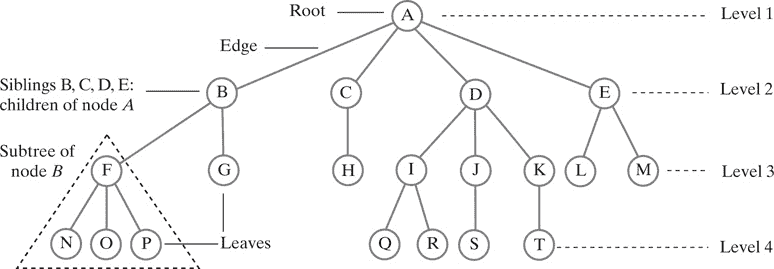 Root
A
Level 1
Edge
Siblings B, C, D, E:
children of node A
B
C
D
E
Level 2
Subtree of
node B
F
G
H
I
J
K
L
M
Level 3
N
O
P
Leaves
Q
R
S
T
Level 4